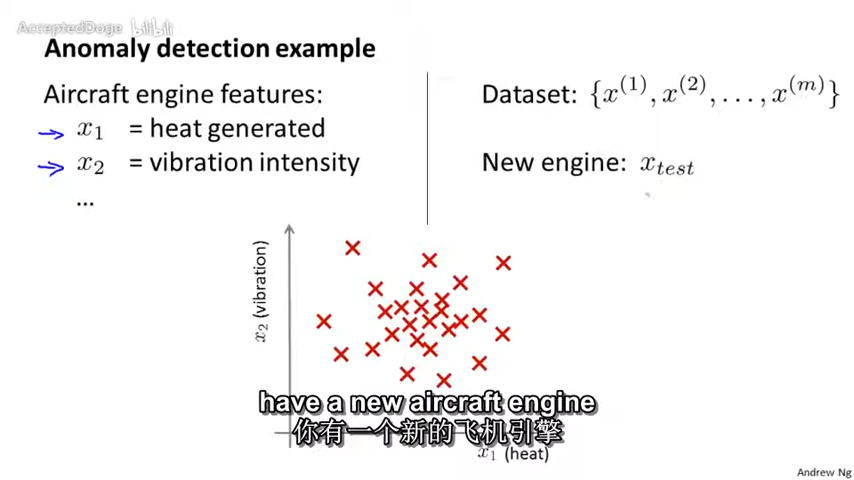 AcceptedDoge bilibili
Anomaly detection example
Aircraft engine features:
x₁ = heat generated
x₂ = vibration intensity
...
Dataset: {x⁽¹⁾, x⁽²⁾, ..., x⁽ᵐ⁾}
New engine: x_test
x₂ (vibration)
have a new aircraft engine
你有一个新的飞机引擎
x₁ (heat)
Andrew Ng